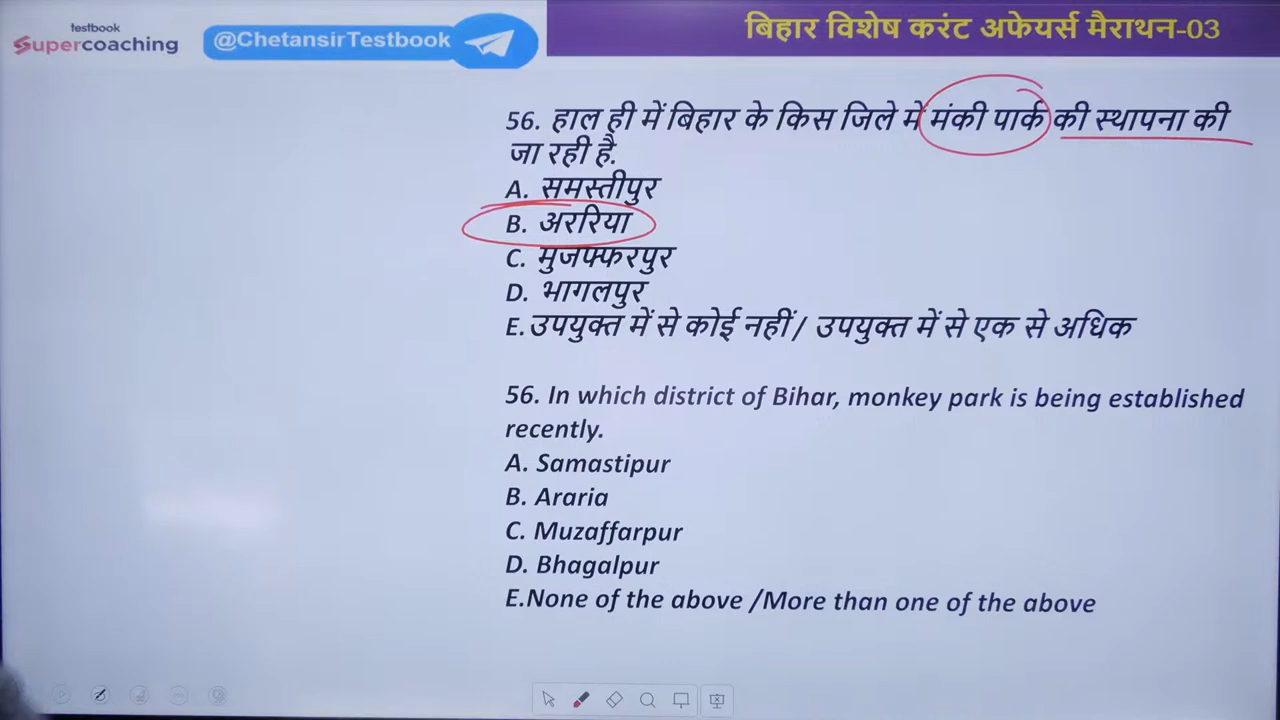 testbook
Supercoaching
@ChetansirTestbook
बिहार विशेष करंट अफेयर्स मैराथन-03
56. हाल ही में बिहार के किस जिले में मंकी पार्क की स्थापना की
जा रही है.
A. समस्तीपुर
B. अररिया
C. मुजफ्फरपुर
D. भागलपुर
E. उपयुक्त में से कोई नहीं/ उपयुक्त में से एक से अधिक
56. In which district of Bihar, monkey park is being established
recently.
A. Samastipur
B. Araria
C. Muzaffarpur
D. Bhagalpur
E.None of the above /More than one of the above